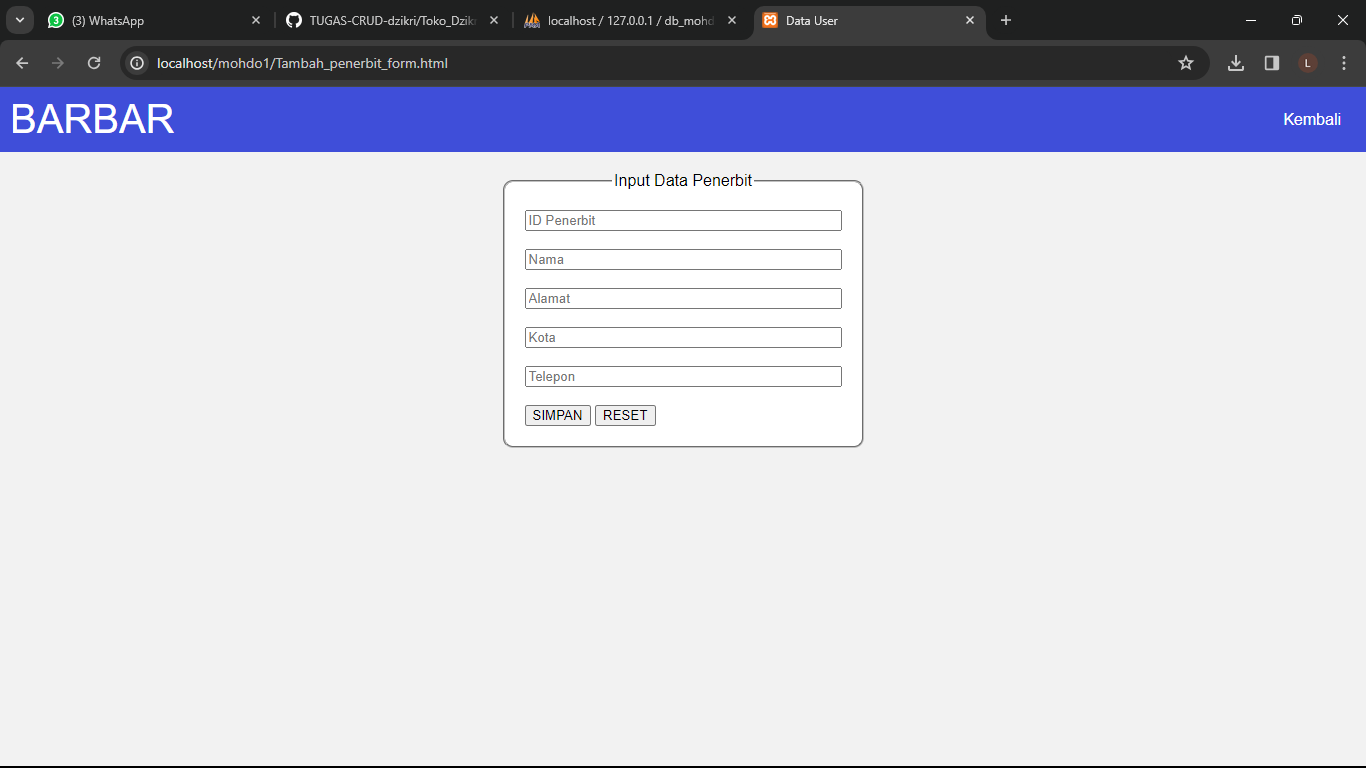 3 (3) WhatsApp
TUGAS-CRUD-dzikri/Toko_Dzik
localhost / 127.0.0.1 / db_mohd
Data User
localhost/mohdo1/Tambah_penerbit_form.html
L
BARBAR
Kembali
Input Data Penerbit
ID Penerbit
Nama
Alamat
Kota
Telepon
SIMPAN RESET